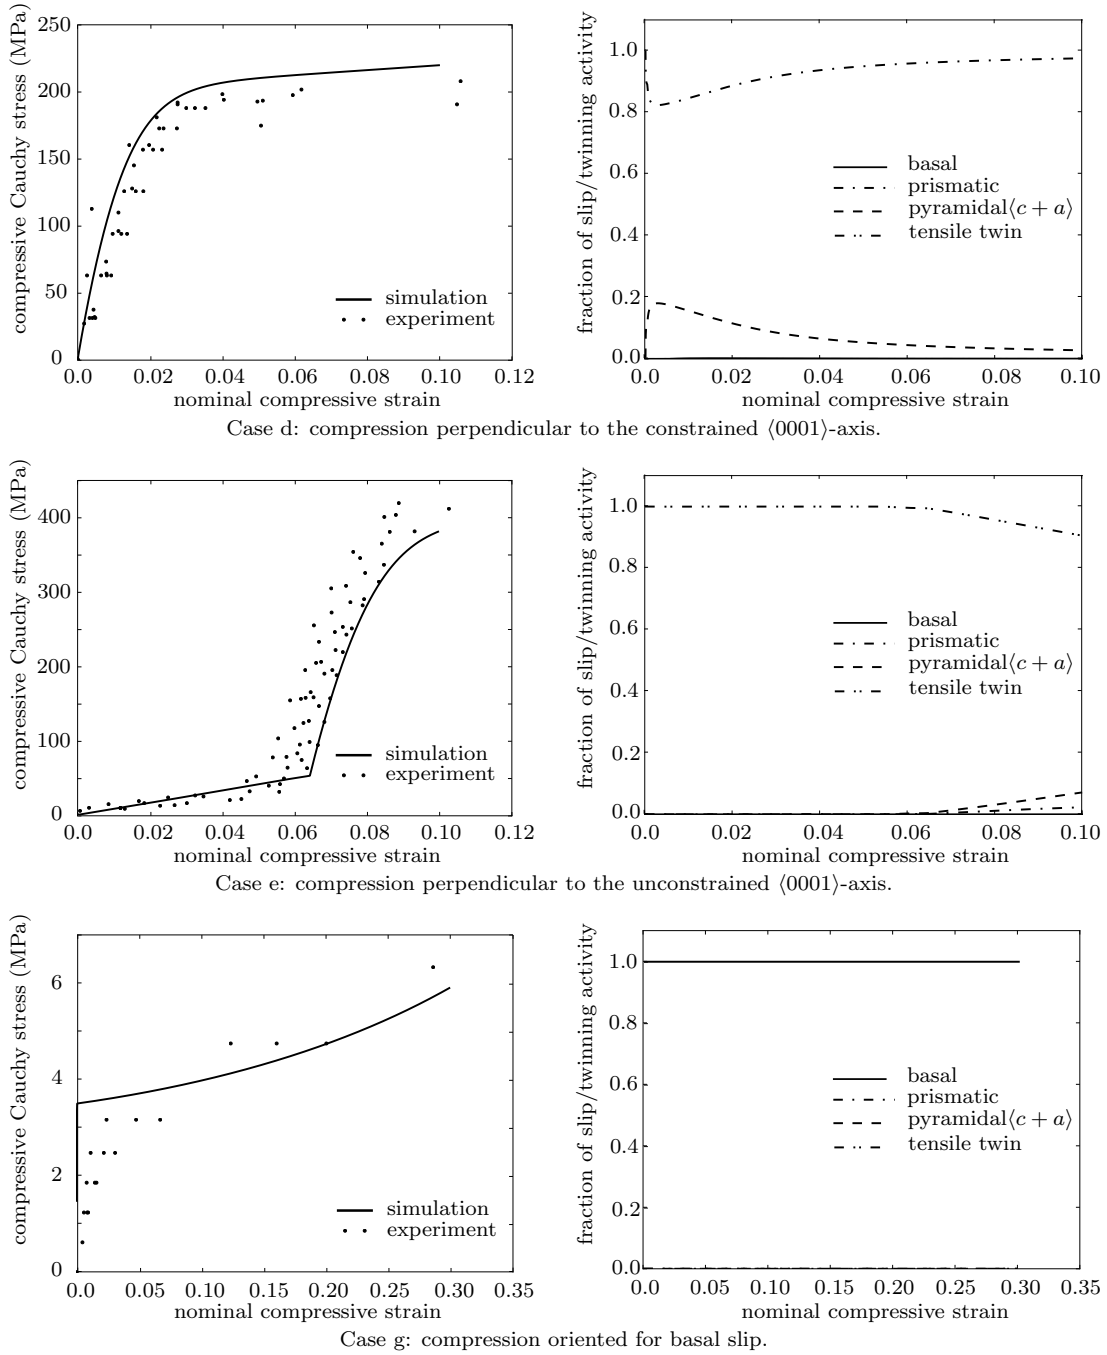 compressive Cauchy stress (MPa)
250
200
150
100
50
0
0.0 0.02 0.04 0.06 0.08 0.10 0.12
nominal compressive strain
simulation
experiment
fraction of slip/twinning activity
1.0
0.8
0.6
0.4
0.2
0.0
0.0 0.02 0.04 0.06 0.08 0.10
nominal compressive strain
basal
prismatic
pyramidal⟨c + a⟩
tensile twin
Case d: compression perpendicular to the constrained ⟨0001⟩-axis.
compressive Cauchy stress (MPa)
400
300
200
100
0
0.0 0.02 0.04 0.06 0.08 0.10 0.12
nominal compressive strain
simulation
experiment
fraction of slip/twinning activity
1.0
0.8
0.6
0.4
0.2
0.0
0.0 0.02 0.04 0.06 0.08 0.10
nominal compressive strain
basal
prismatic
pyramidal⟨c + a⟩
tensile twin
Case e: compression perpendicular to the unconstrained ⟨0001⟩-axis.
compressive Cauchy stress (MPa)
6
4
2
0
0.0 0.05 0.10 0.15 0.20 0.25 0.30 0.35
nominal compressive strain
simulation
experiment
fraction of slip/twinning activity
1.0
0.8
0.6
0.4
0.2
0.0
0.0 0.05 0.10 0.15 0.20 0.25 0.30 0.35
nominal compressive strain
basal
prismatic
pyramidal⟨c + a⟩
tensile twin
Case g: compression oriented for basal slip.